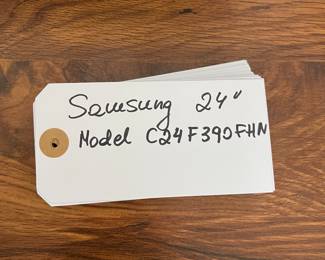 Samsung 24"
Model C24F390FHN